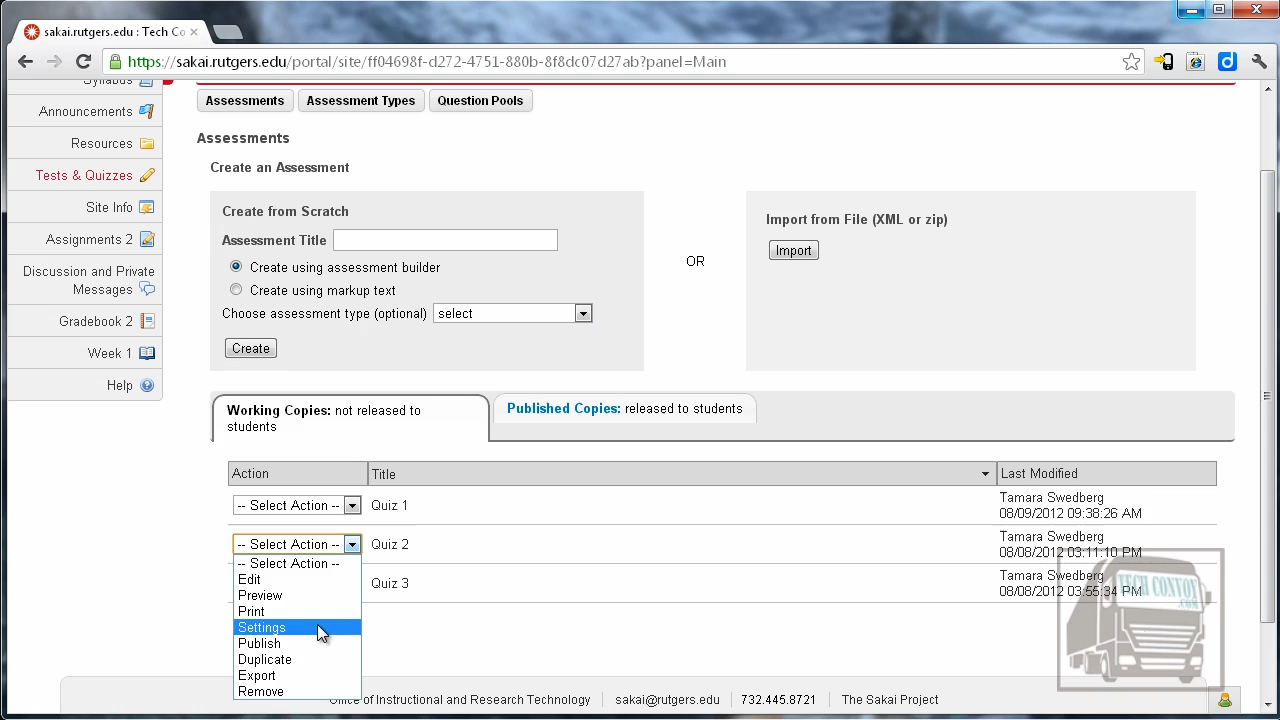 sakai.rutgers.edu : Tech Co
https://sakai.rutgers.edu/portal/site/ff04698f-d272-4751-880b-8f8dc07d27ab?panel=Main
Syllabus
Announcements
Resources
Tests & Quizzes
Site Info
Assignments 2
Discussion and Private
Messages
Gradebook 2
Week 1
Help
Assessments
Assessment Types
Question Pools
Assessments
Create an Assessment
Create from Scratch
Assessment Title
Create using assessment builder
Create using markup text
Choose assessment type (optional) select
Create
OR
Import from File (XML or zip)
Import
Working Copies: not released to
students
Published Copies: released to students
Action Title Last Modified
-- Select Action -- Quiz 1 Tamara Swedberg
08/09/2012 09:38:26 AM
-- Select Action -- Quiz 2 Tamara Swedberg
08/08/2012 03:11:10 PM
Quiz 3 Tamara Swedberg
08/08/2012 03:55:34 PM
-- Select Action --
Edit
Preview
Print
Settings
Publish
Duplicate
Export
Remove
TECH CONVOY
.COM
Office of Instructional and Research Technology sakai@rutgers.edu 732.445.8721 The Sakai Project